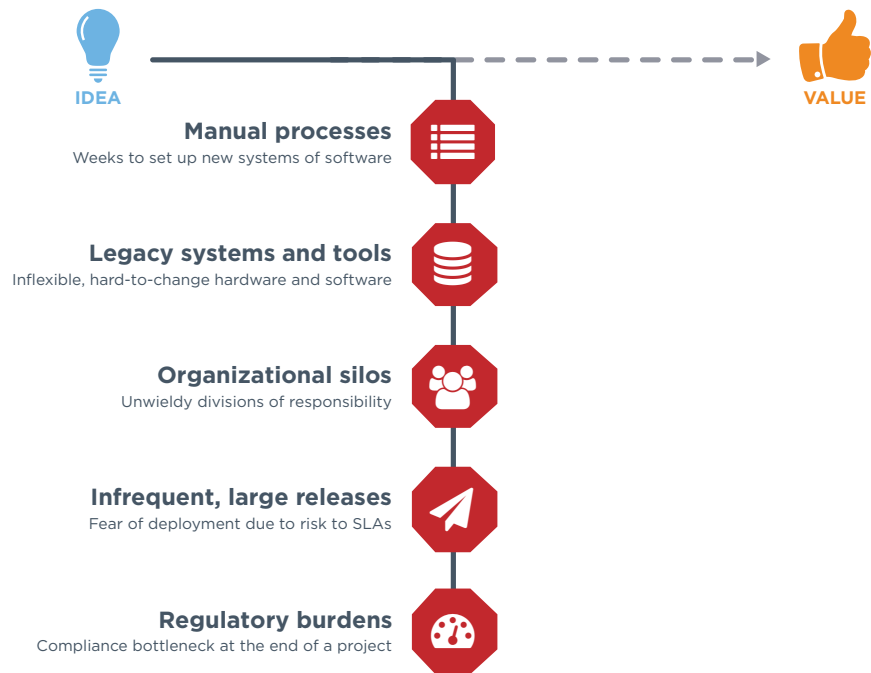 IDEA
VALUE
Manual processes
Weeks to set up new systems of software
Legacy systems and tools
Inflexible, hard-to-change hardware and software
Organizational silos
Unwieldy divisions of responsibility
Infrequent, large releases
Fear of deployment due to risk to SLAs
Regulatory burdens
Compliance bottleneck at the end of a project